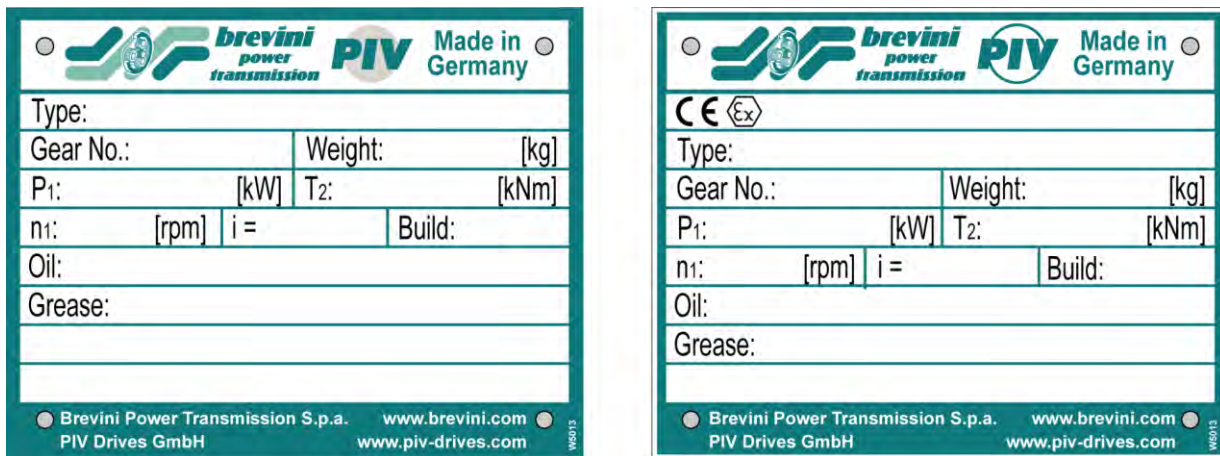 brevini
power
transmission
PIV
Made in
Germany
Type:
Gear No.: Weight: [kg]
P1: [kW] T2: [kNm]
n1: [rpm] i = Build:
Oil:
Grease:
Brevini Power Transmission S.p.a. www.brevini.com
PIV Drives GmbH www.piv-drives.com
W5013
brevini
power
transmission
PIV
Made in
Germany
CE Ex
Type:
Gear No.: Weight: [kg]
P1: [kW] T2: [kNm]
n1: [rpm] i = Build:
Oil:
Grease:
Brevini Power Transmission S.p.a. www.brevini.com
PIV Drives GmbH www.piv-drives.com
W5013